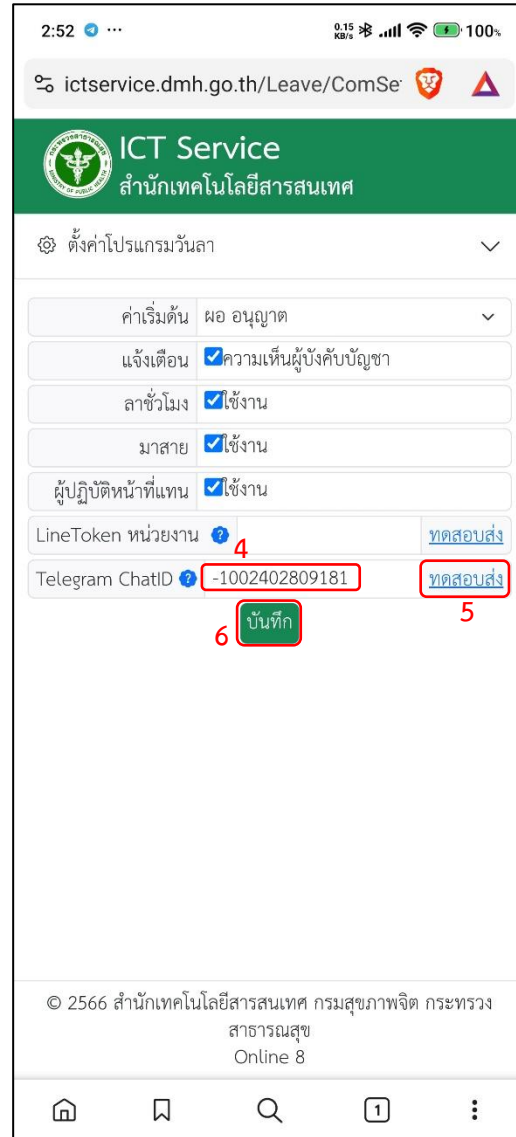 2:52 ... 0.15 KB/s 100%
ictservice.dmh.go.th/Leave/ComSe
ICT Service
สำนักเทคโนโลยีสารสนเทศ
ตั้งค่าโปรแกรมวันลา
ค่าเริ่มต้น ผอ อนุญาต
แจ้งเตือน ความเห็นผู้บังคับบัญชา
ลาชั่วโมง ใช้งาน
มาสาย ใช้งาน
ผู้ปฏิบัติหน้าที่แทน ใช้งาน
LineToken หน่วยงาน ? ทดสอบส่ง
4
Telegram ChatID ? -1002402809181 ทดสอบส่ง
5
6 บันทึก
© 2566 สำนักเทคโนโลยีสารสนเทศ กรมสุขภาพจิต กระทรวง
สาธารณสุข
Online 8
1